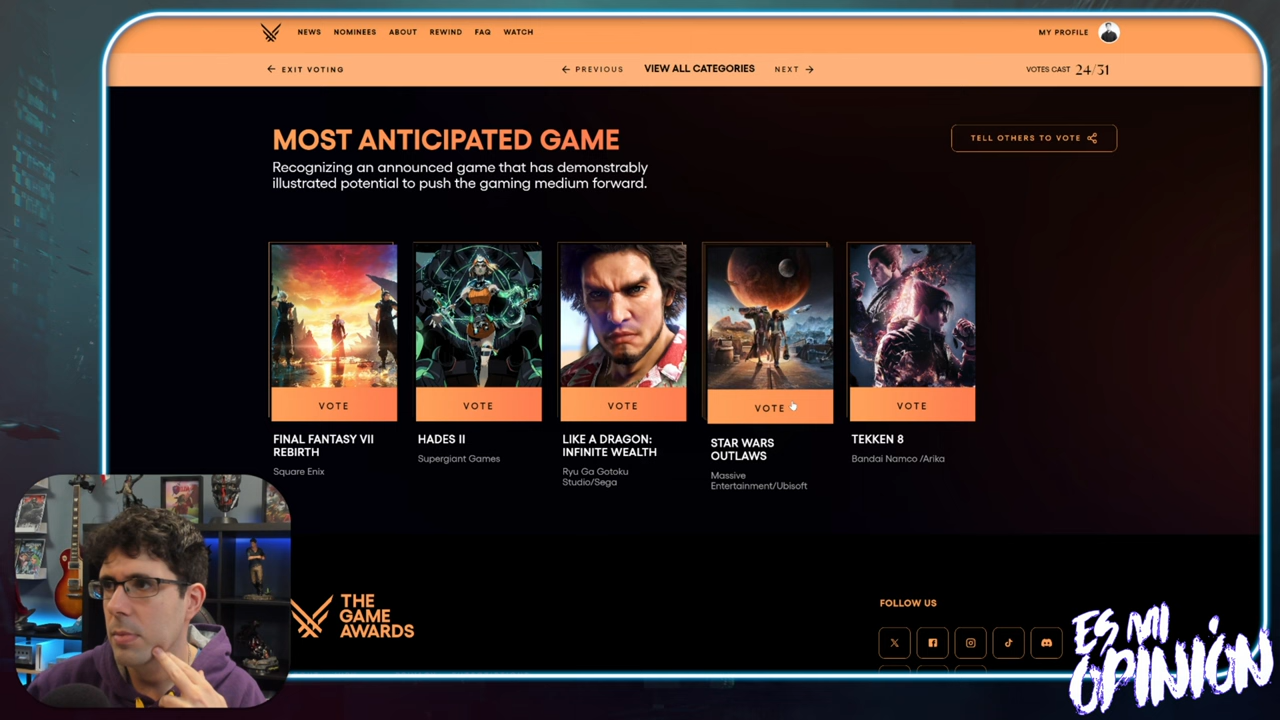 NEWS NOMINEES ABOUT REWIND FAQ WATCH MY PROFILE
EXIT VOTING PREVIOUS VIEW ALL CATEGORIES NEXT VOTES CAST 24/31
MOST ANTICIPATED GAME
TELL OTHERS TO VOTE
Recognizing an announced game that has demonstrably
illustrated potential to push the gaming medium forward.
VOTE VOTE VOTE VOTE VOTE
FINAL FANTASY VII
REBIRTH
Square Enix
HADES II
Supergiant Games
LIKE A DRAGON:
INFINITE WEALTH
Ryu Ga Gotoku
Studio/Sega
STAR WARS
OUTLAWS
Massive
Entertainment/Ubisoft
TEKKEN 8
Bandai Namco /Arika
THE
GAME
AWARDS
FOLLOW US
ES MI
OPINIÓN